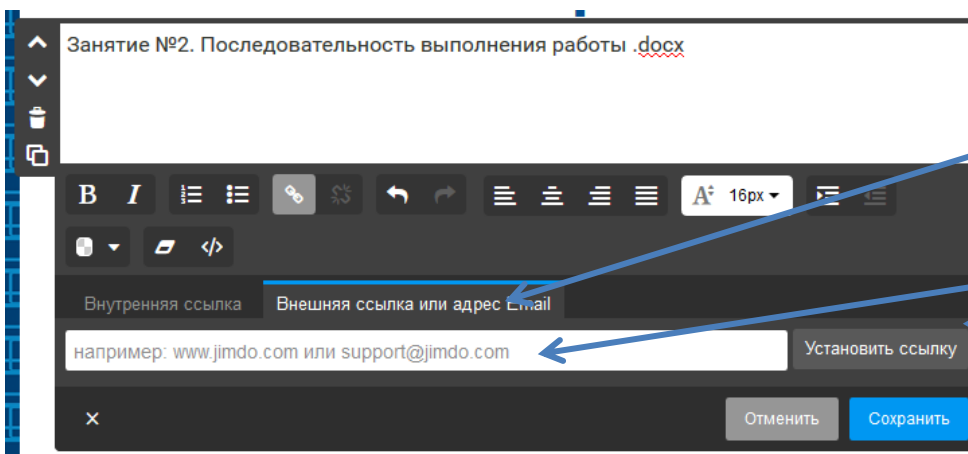 Занятие №2. Последовательность выполнения работы .docx
B I A 16px
</>
Внутренняя ссылка Внешняя ссылка или адрес Email
например: www.jimdo.com или support@jimdo.com Установить ссылку
× Отменить Сохранить